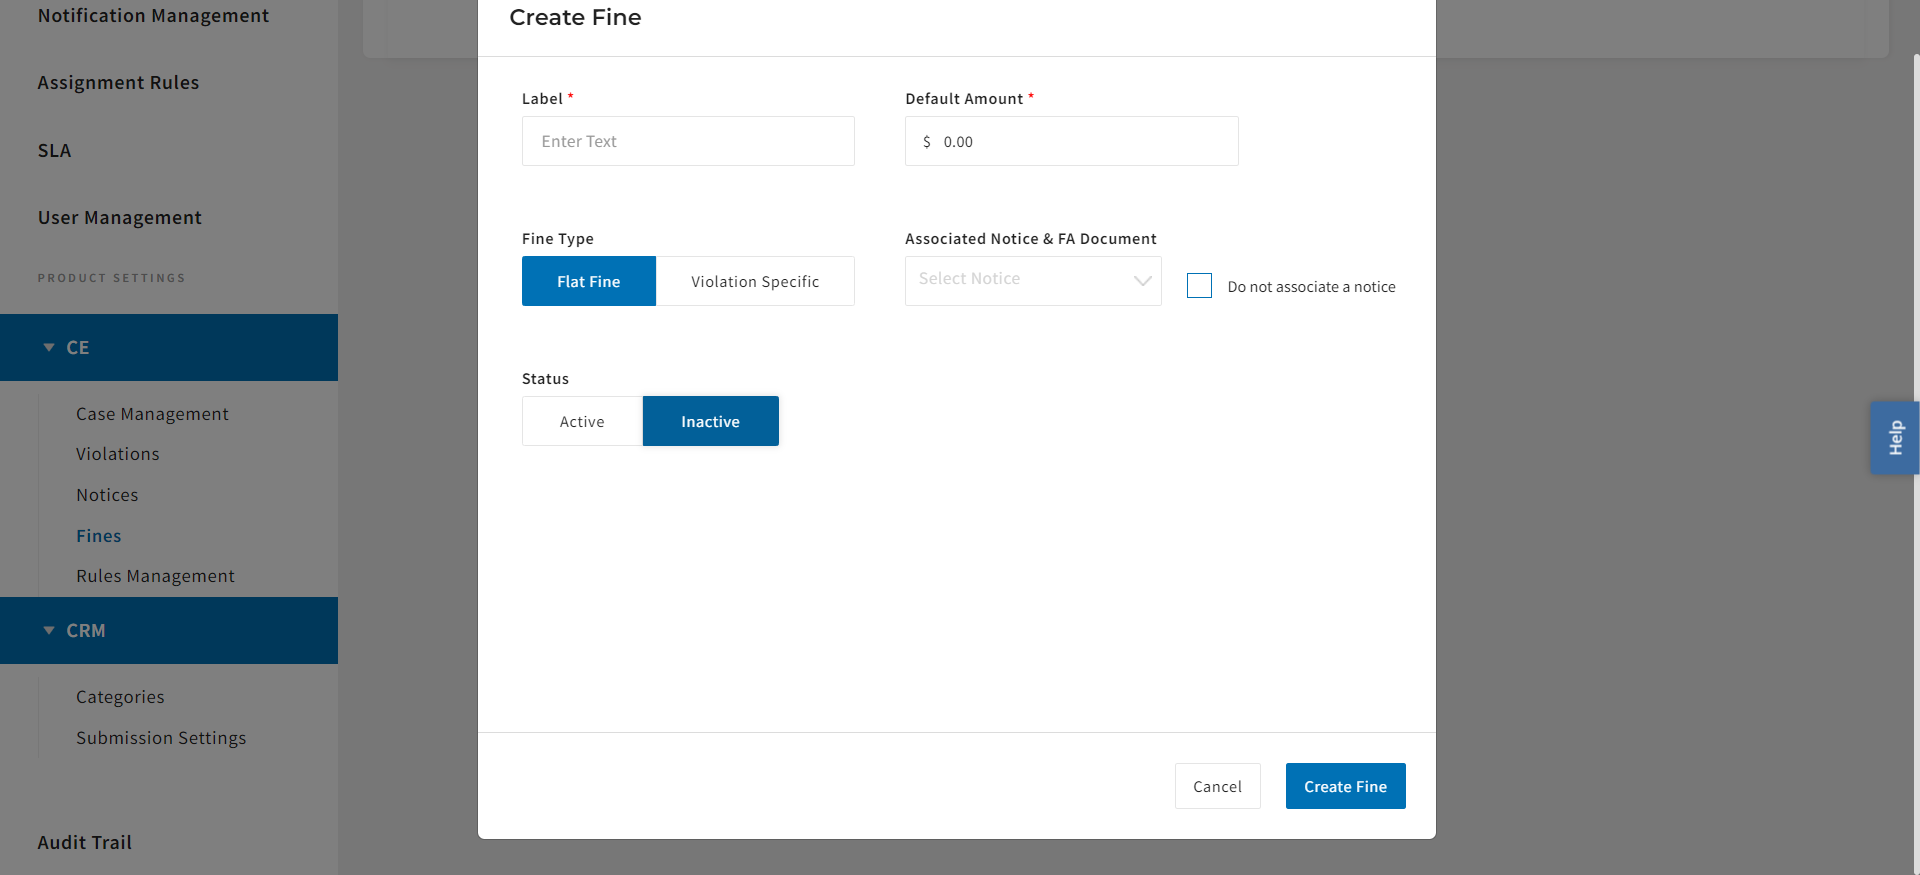 Notification Management
Assignment Rules
SLA
User Management
PRODUCT SETTINGS
CE
Case Management
Violations
Notices
Fines
Rules Management
CRM
Categories
Submission Settings
Audit Trail
Create Fine
Label *
Default Amount *
Enter Text
$ 0.00
Fine Type
Associated Notice & FA Document
Flat Fine
Violation Specific
Select Notice
Do not associate a notice
Status
Active
Inactive
Cancel
Create Fine
Help